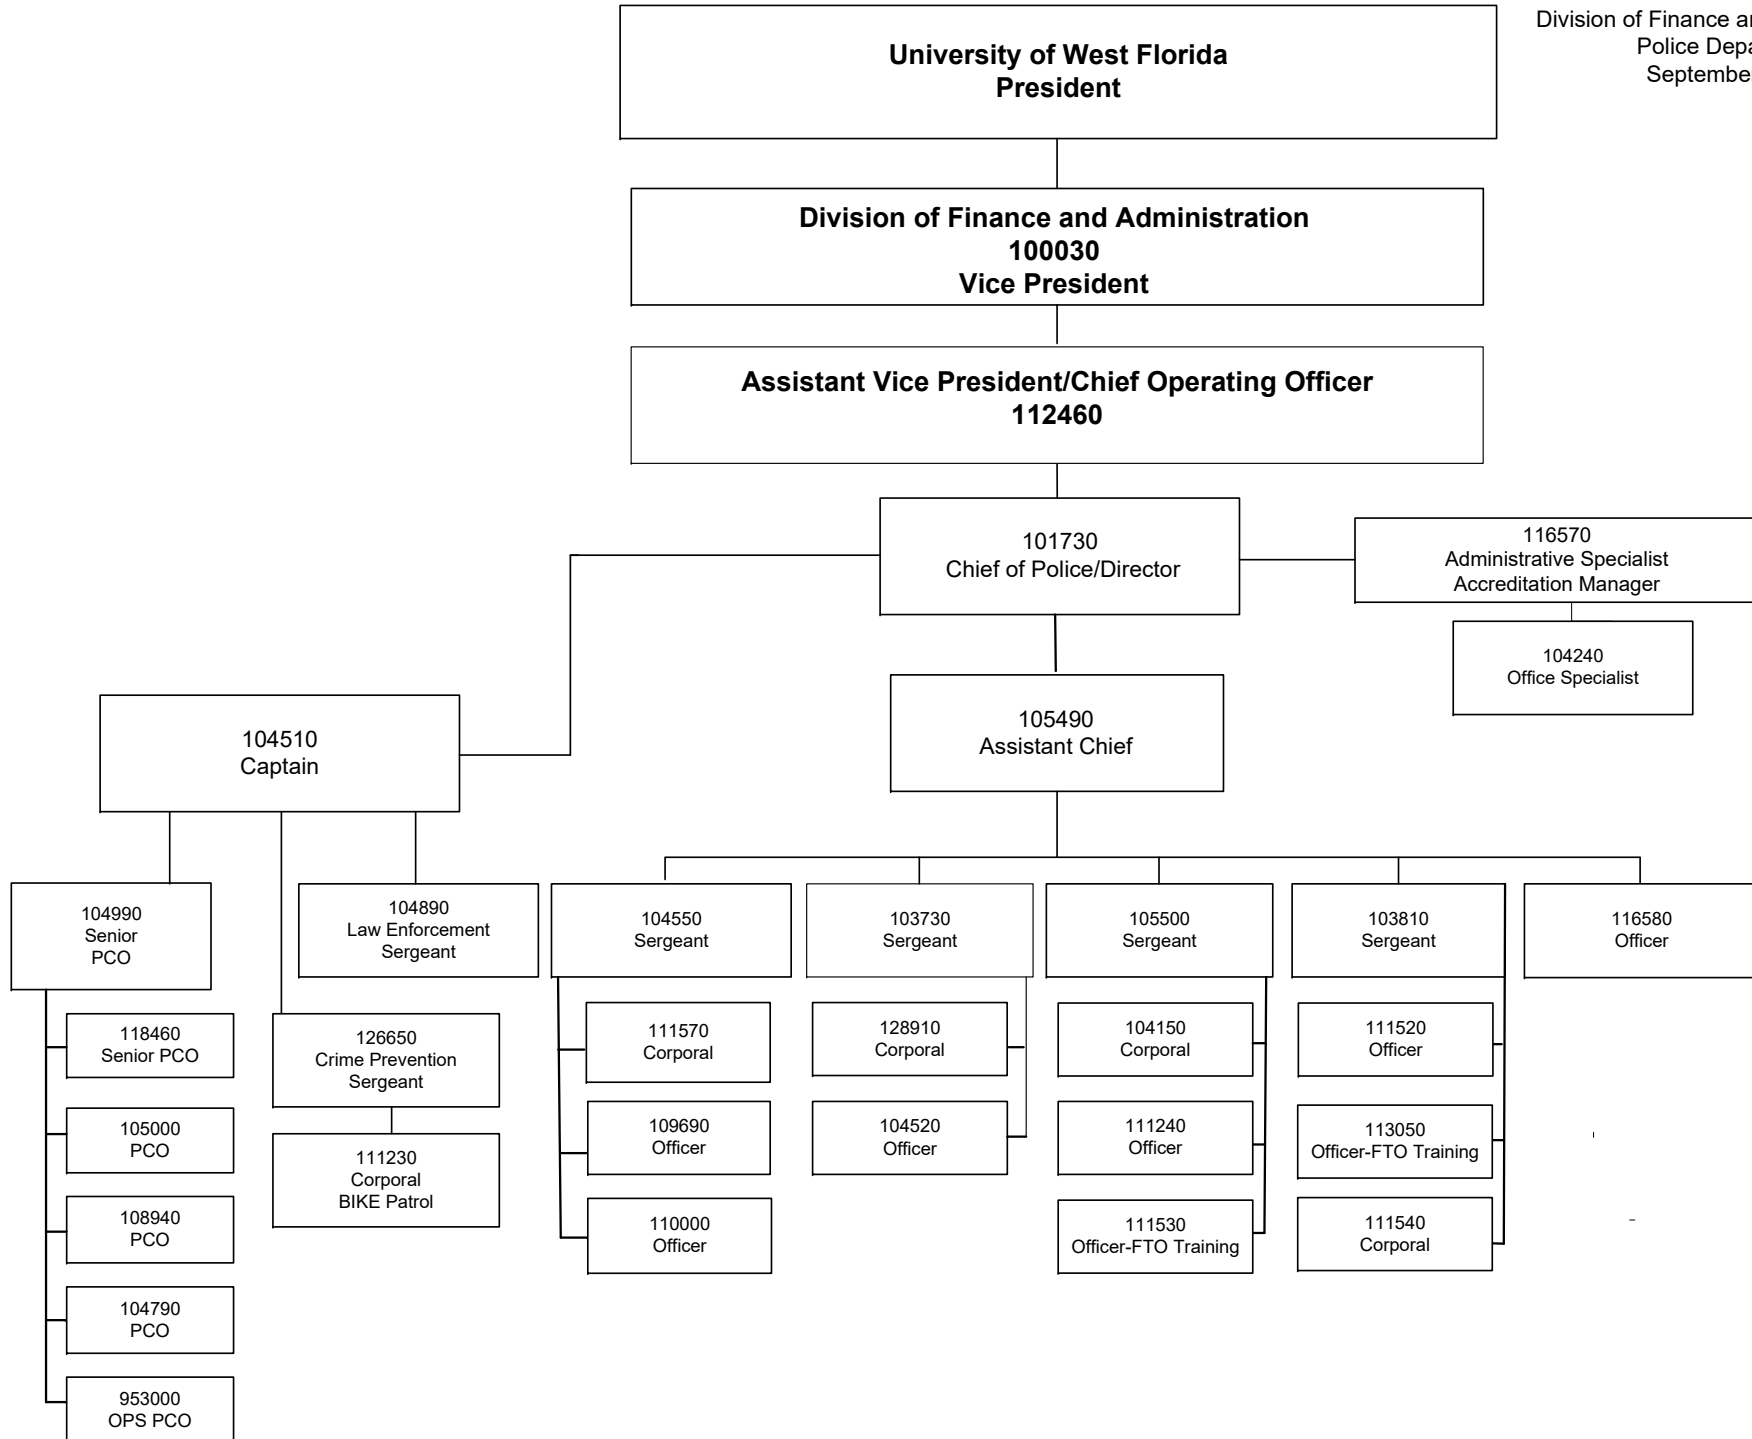 Division of Finance
Police
September
University of West Florida
President
Division of Finance and Administration
100030
Vice President
Assistant Vice President/Chief Operating Officer
112460
101730
Chief of Police/Director
116570
Administrative Specialist
Accreditation Manager
104240
Office Specialist
104510
Captain
105490
Assistant Chief
104990
Senior
PCO
104890
Law Enforcement
Sergeant
104550
Sergeant
103730
Sergeant
105500
Sergeant
103810
Sergeant
116580
Officer
118460
Senior PCO
105000
PCO
108940
PCO
104790
PCO
953000
OPS PCO
126650
Crime Prevention
Sergeant
111230
Corporal
BIKE Patrol
111570
Corporal
109690
Officer
110000
Officer
128910
Corporal
104520
Officer
104150
Corporal
111240
Officer
111530
Officer-FTO Training
111520
Officer
113050
Officer-FTO Training
111540
Corporal